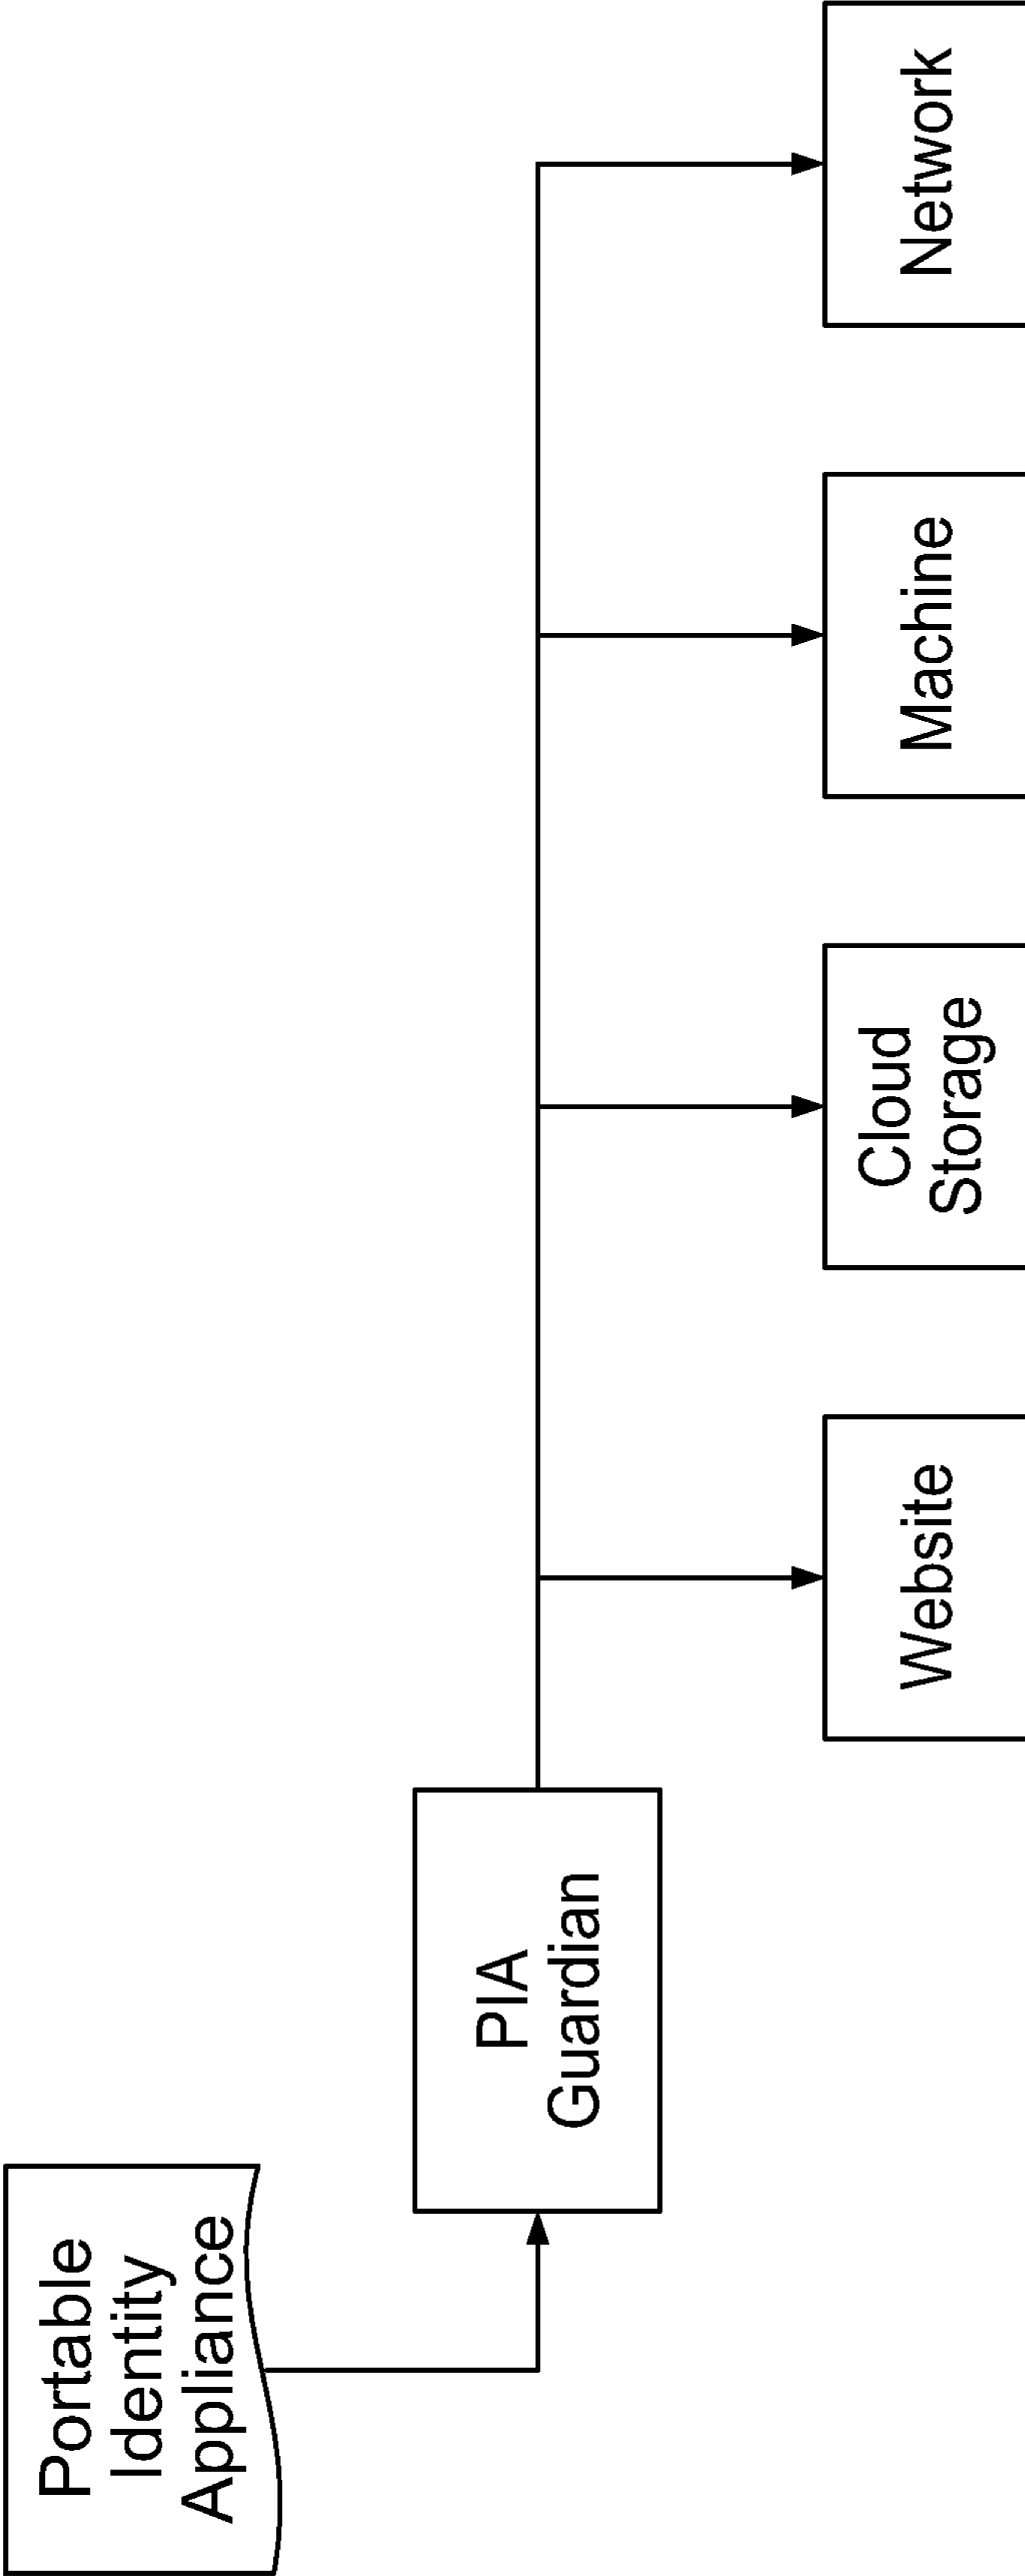 Portable
Identity
Appliance
PIA
Guardian
Website
Cloud
Storage
Machine
Network